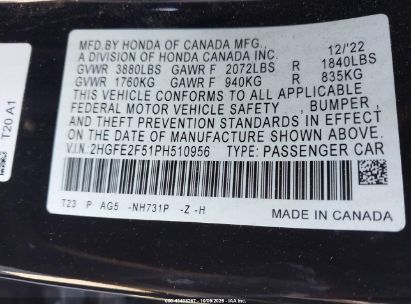 MFD.BY HONDA OF CANADA MFG., 12/'22
A DIVISION OF HONDA CANADA INC.
GVWR 3880LBS GAWR F 2072LBS R 1840LBS
GVWR 1760KG GAWR F 940KG R 835KG
THIS VEHICLE CONFORMS TO ALL APPLICABLE
FEDERAL MOTOR VEHICLE SAFETY , BUMPER ,
AND THEFT PREVENTION STANDARDS IN EFFECT
ON THE DATE OF MANUFACTURE SHOWN ABOVE.
V.I.N: 2HGFE2F51PH510956 TYPE: PASSENGER CAR
T23 P AG5 -NH731P -Z -H
MADE IN CANADA
T20 A1